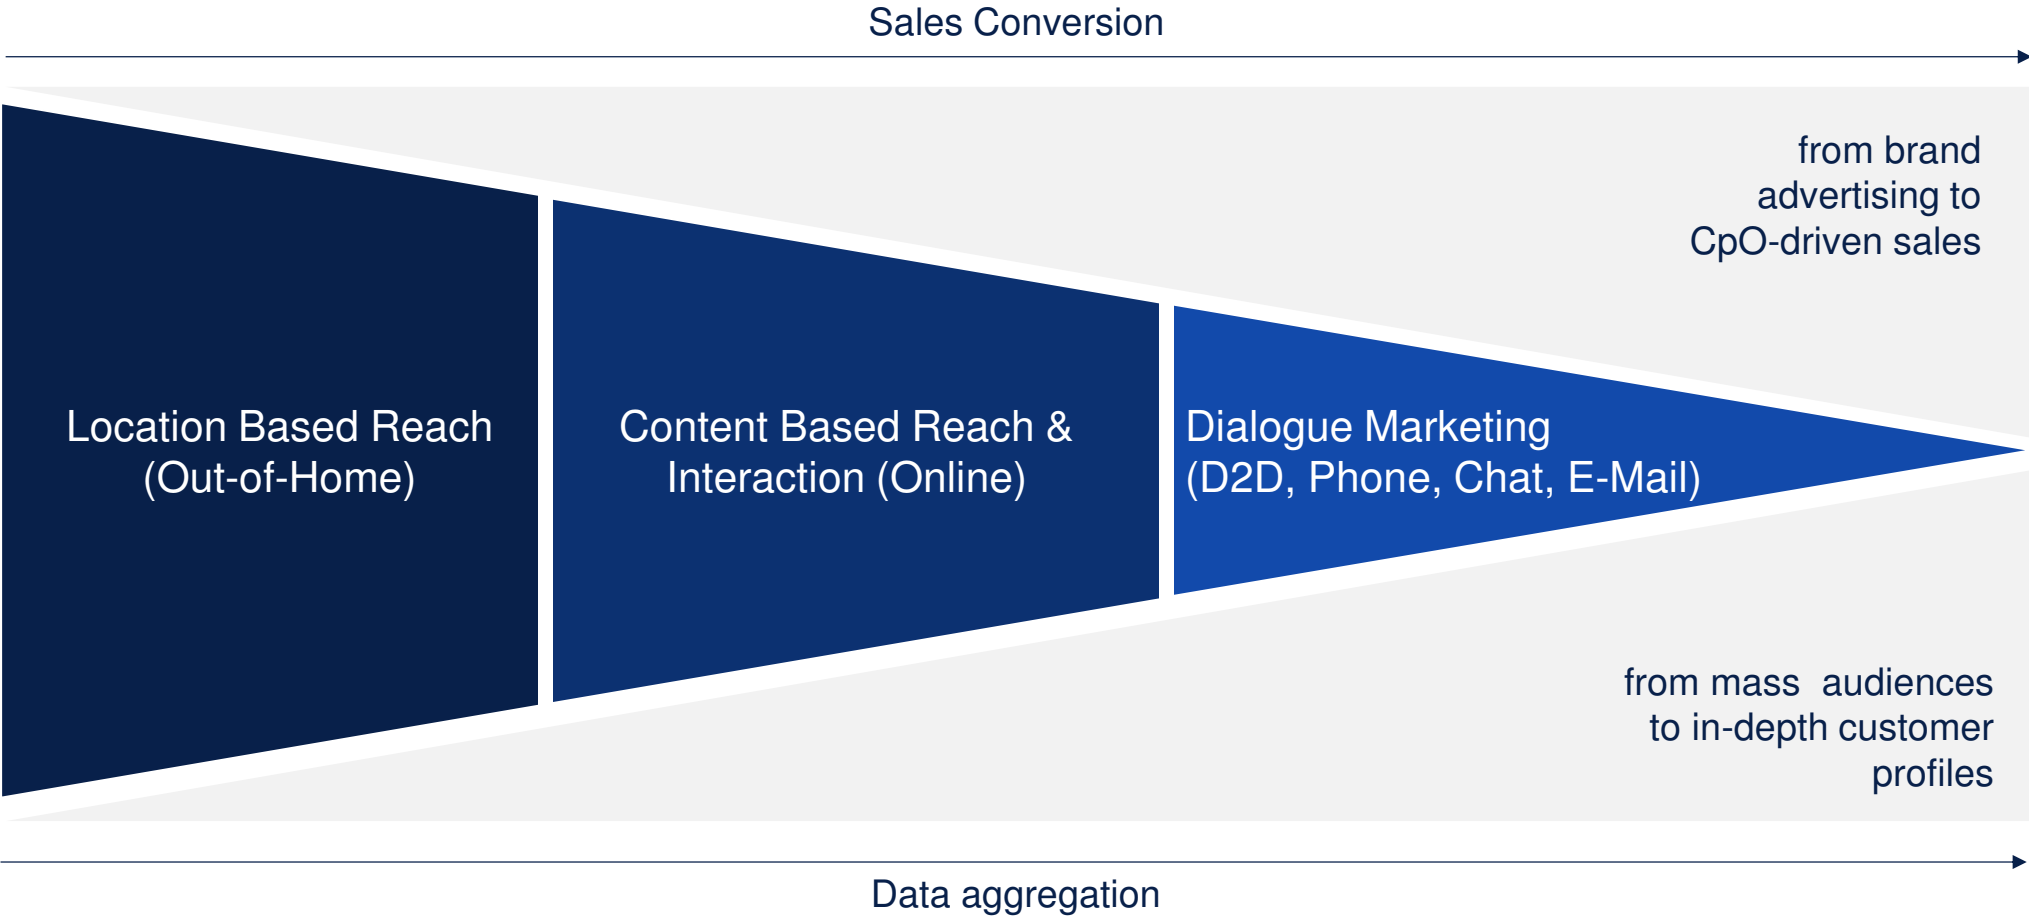 Sales Conversion
from brand
advertising to
CpO-driven sales
Location Based Reach
(Out-of-Home)
Content Based Reach &
Interaction (Online)
Dialogue Marketing
(D2D, Phone, Chat, E-Mail)
from mass  audiences
to in-depth customer
profiles
Data aggregation